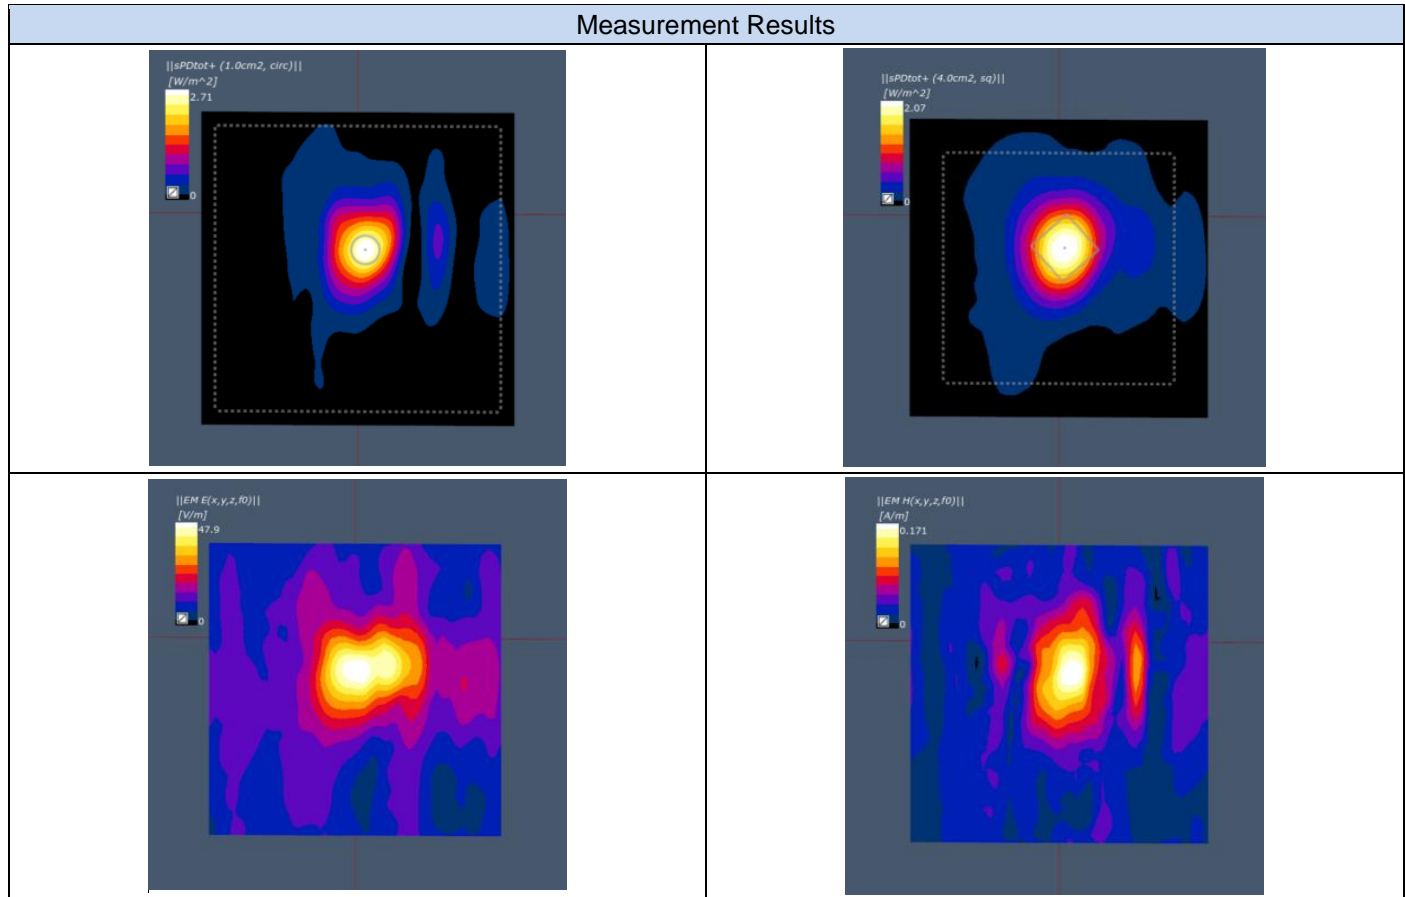 Measurement Results
||sPDtot+ (1.0cm2, circ)||
[W/m^2]
2.71
0
||sPDtot+ (4.0cm2, sq)||
[W/m^2]
2.07
0
||EM E(x,y,z,f0)||
[V/m]
47.9
0
||EM H(x,y,z,f0)||
[A/m]
0.171
0